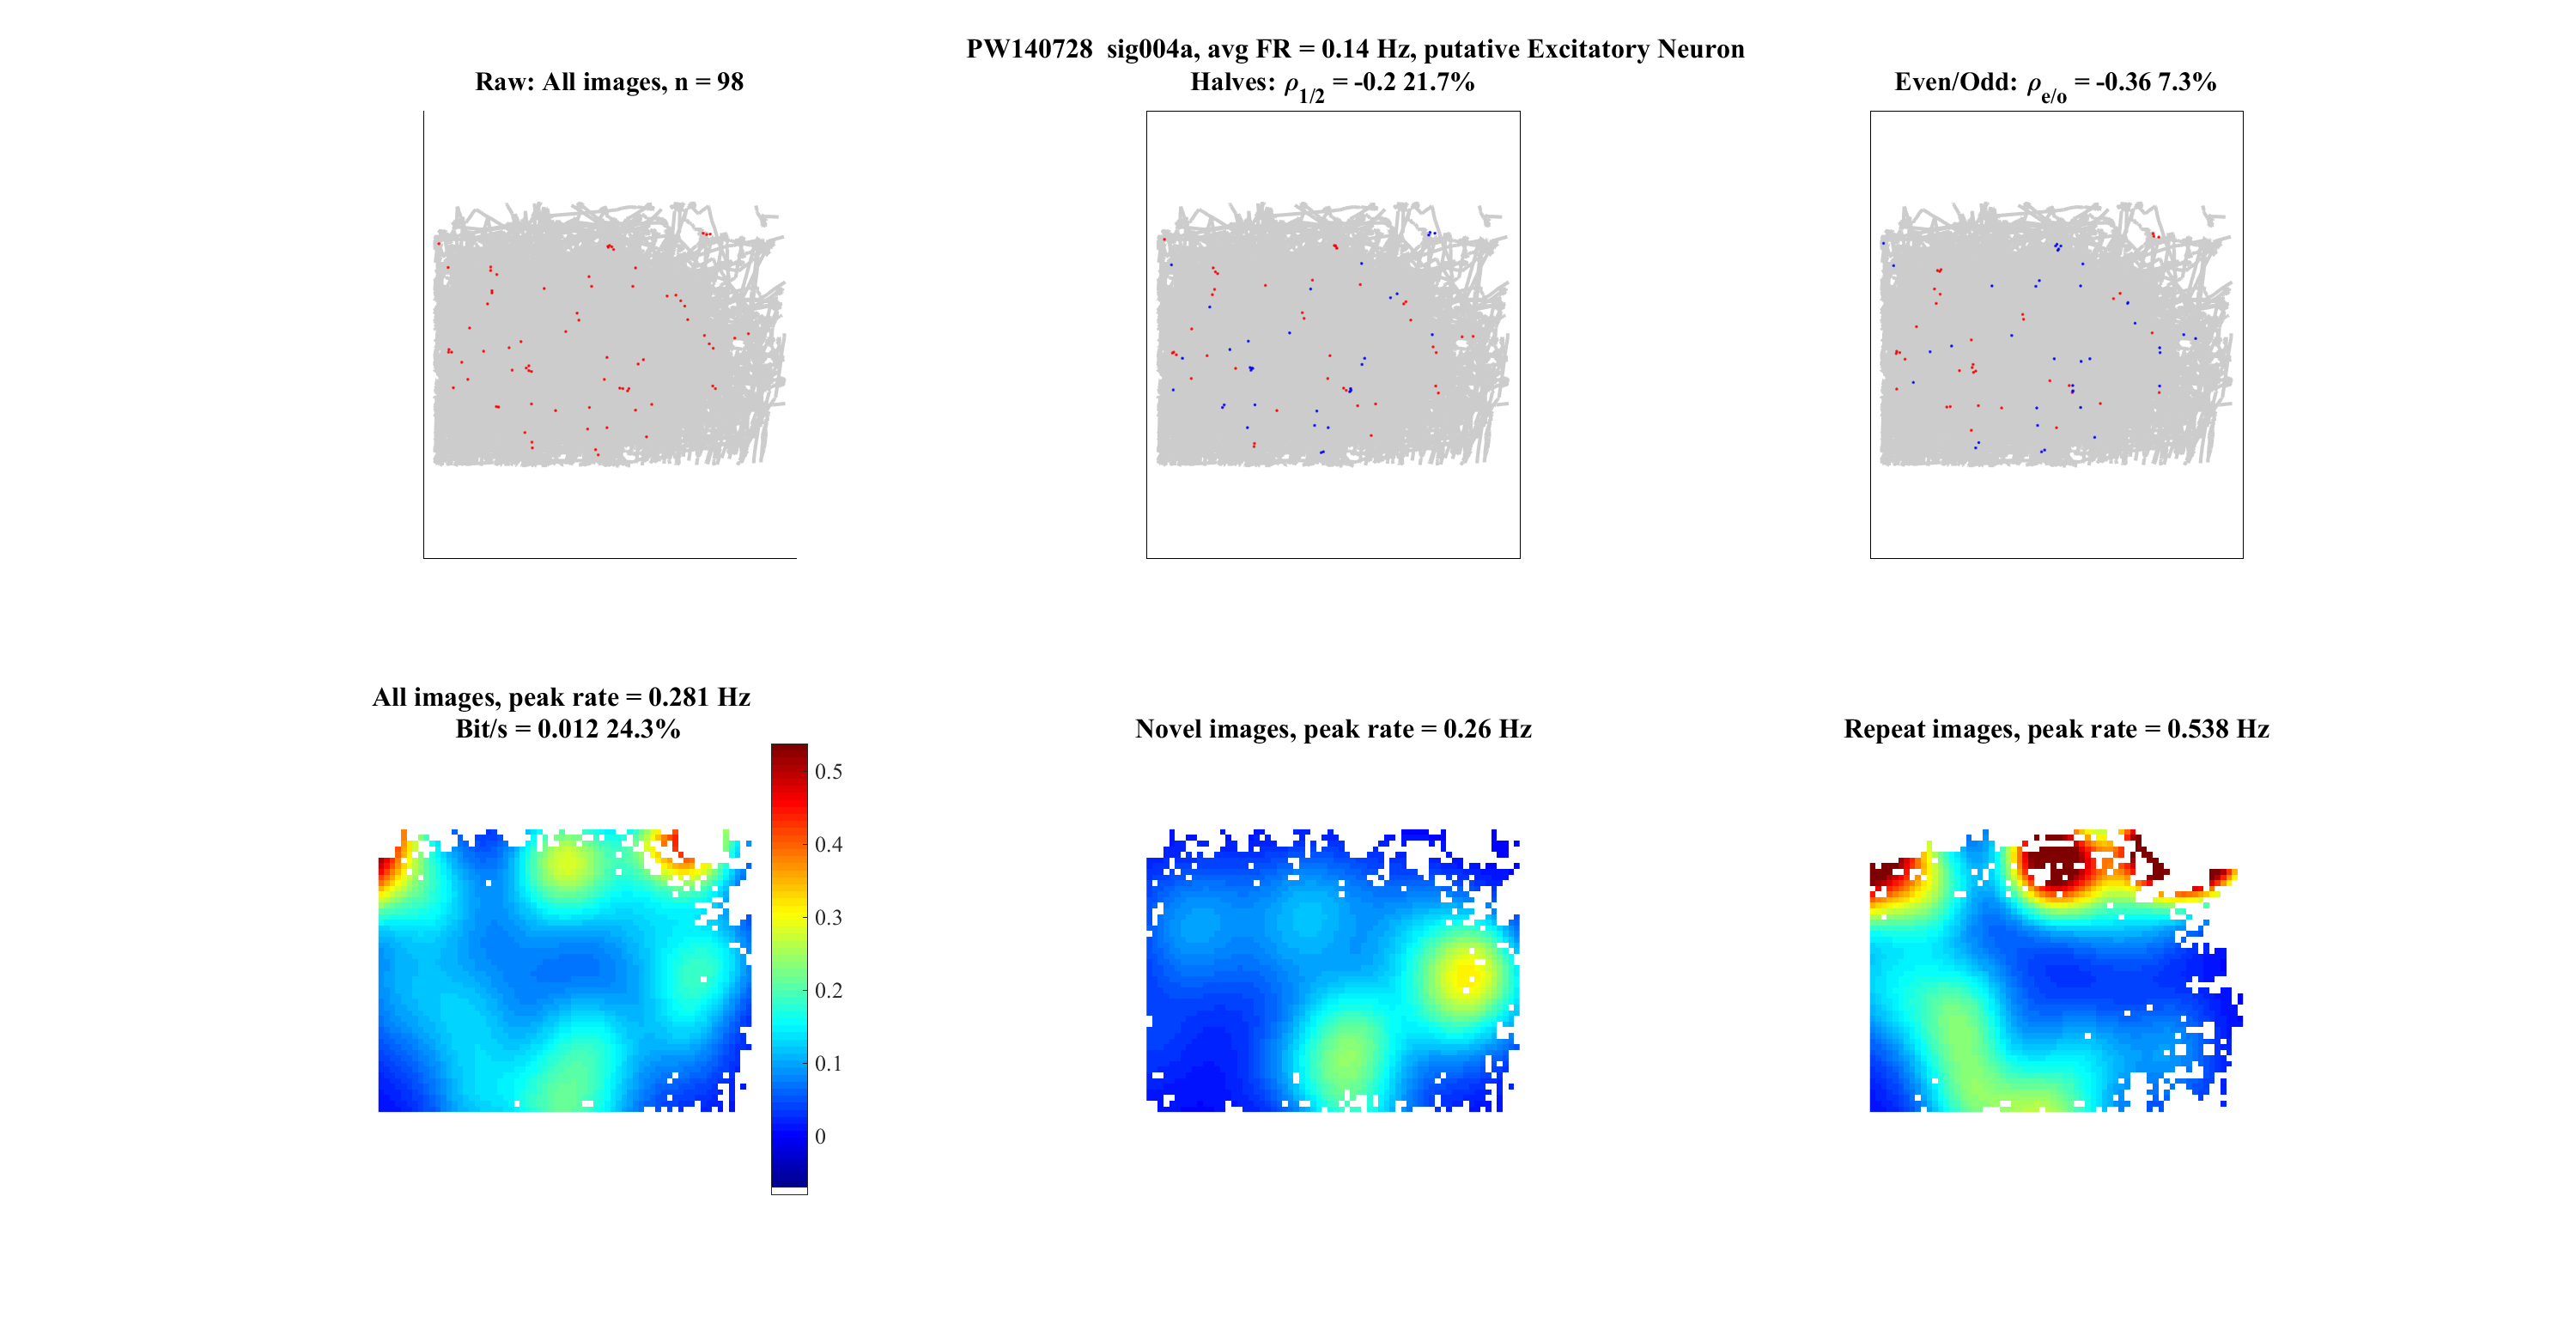 PW140728  sig004a, avg FR = 0.14 Hz, putative Excitatory Neuron
Raw: All images, n = 98
Halves: ρ1/2 = -0.2 21.7%
Even/Odd: ρe/o = -0.36 7.3%
All images, peak rate = 0.281 Hz
Bit/s = 0.012 24.3%
Novel images, peak rate = 0.26 Hz
Repeat images, peak rate = 0.538 Hz
0.5
0.4
0.3
0.2
0.1
0